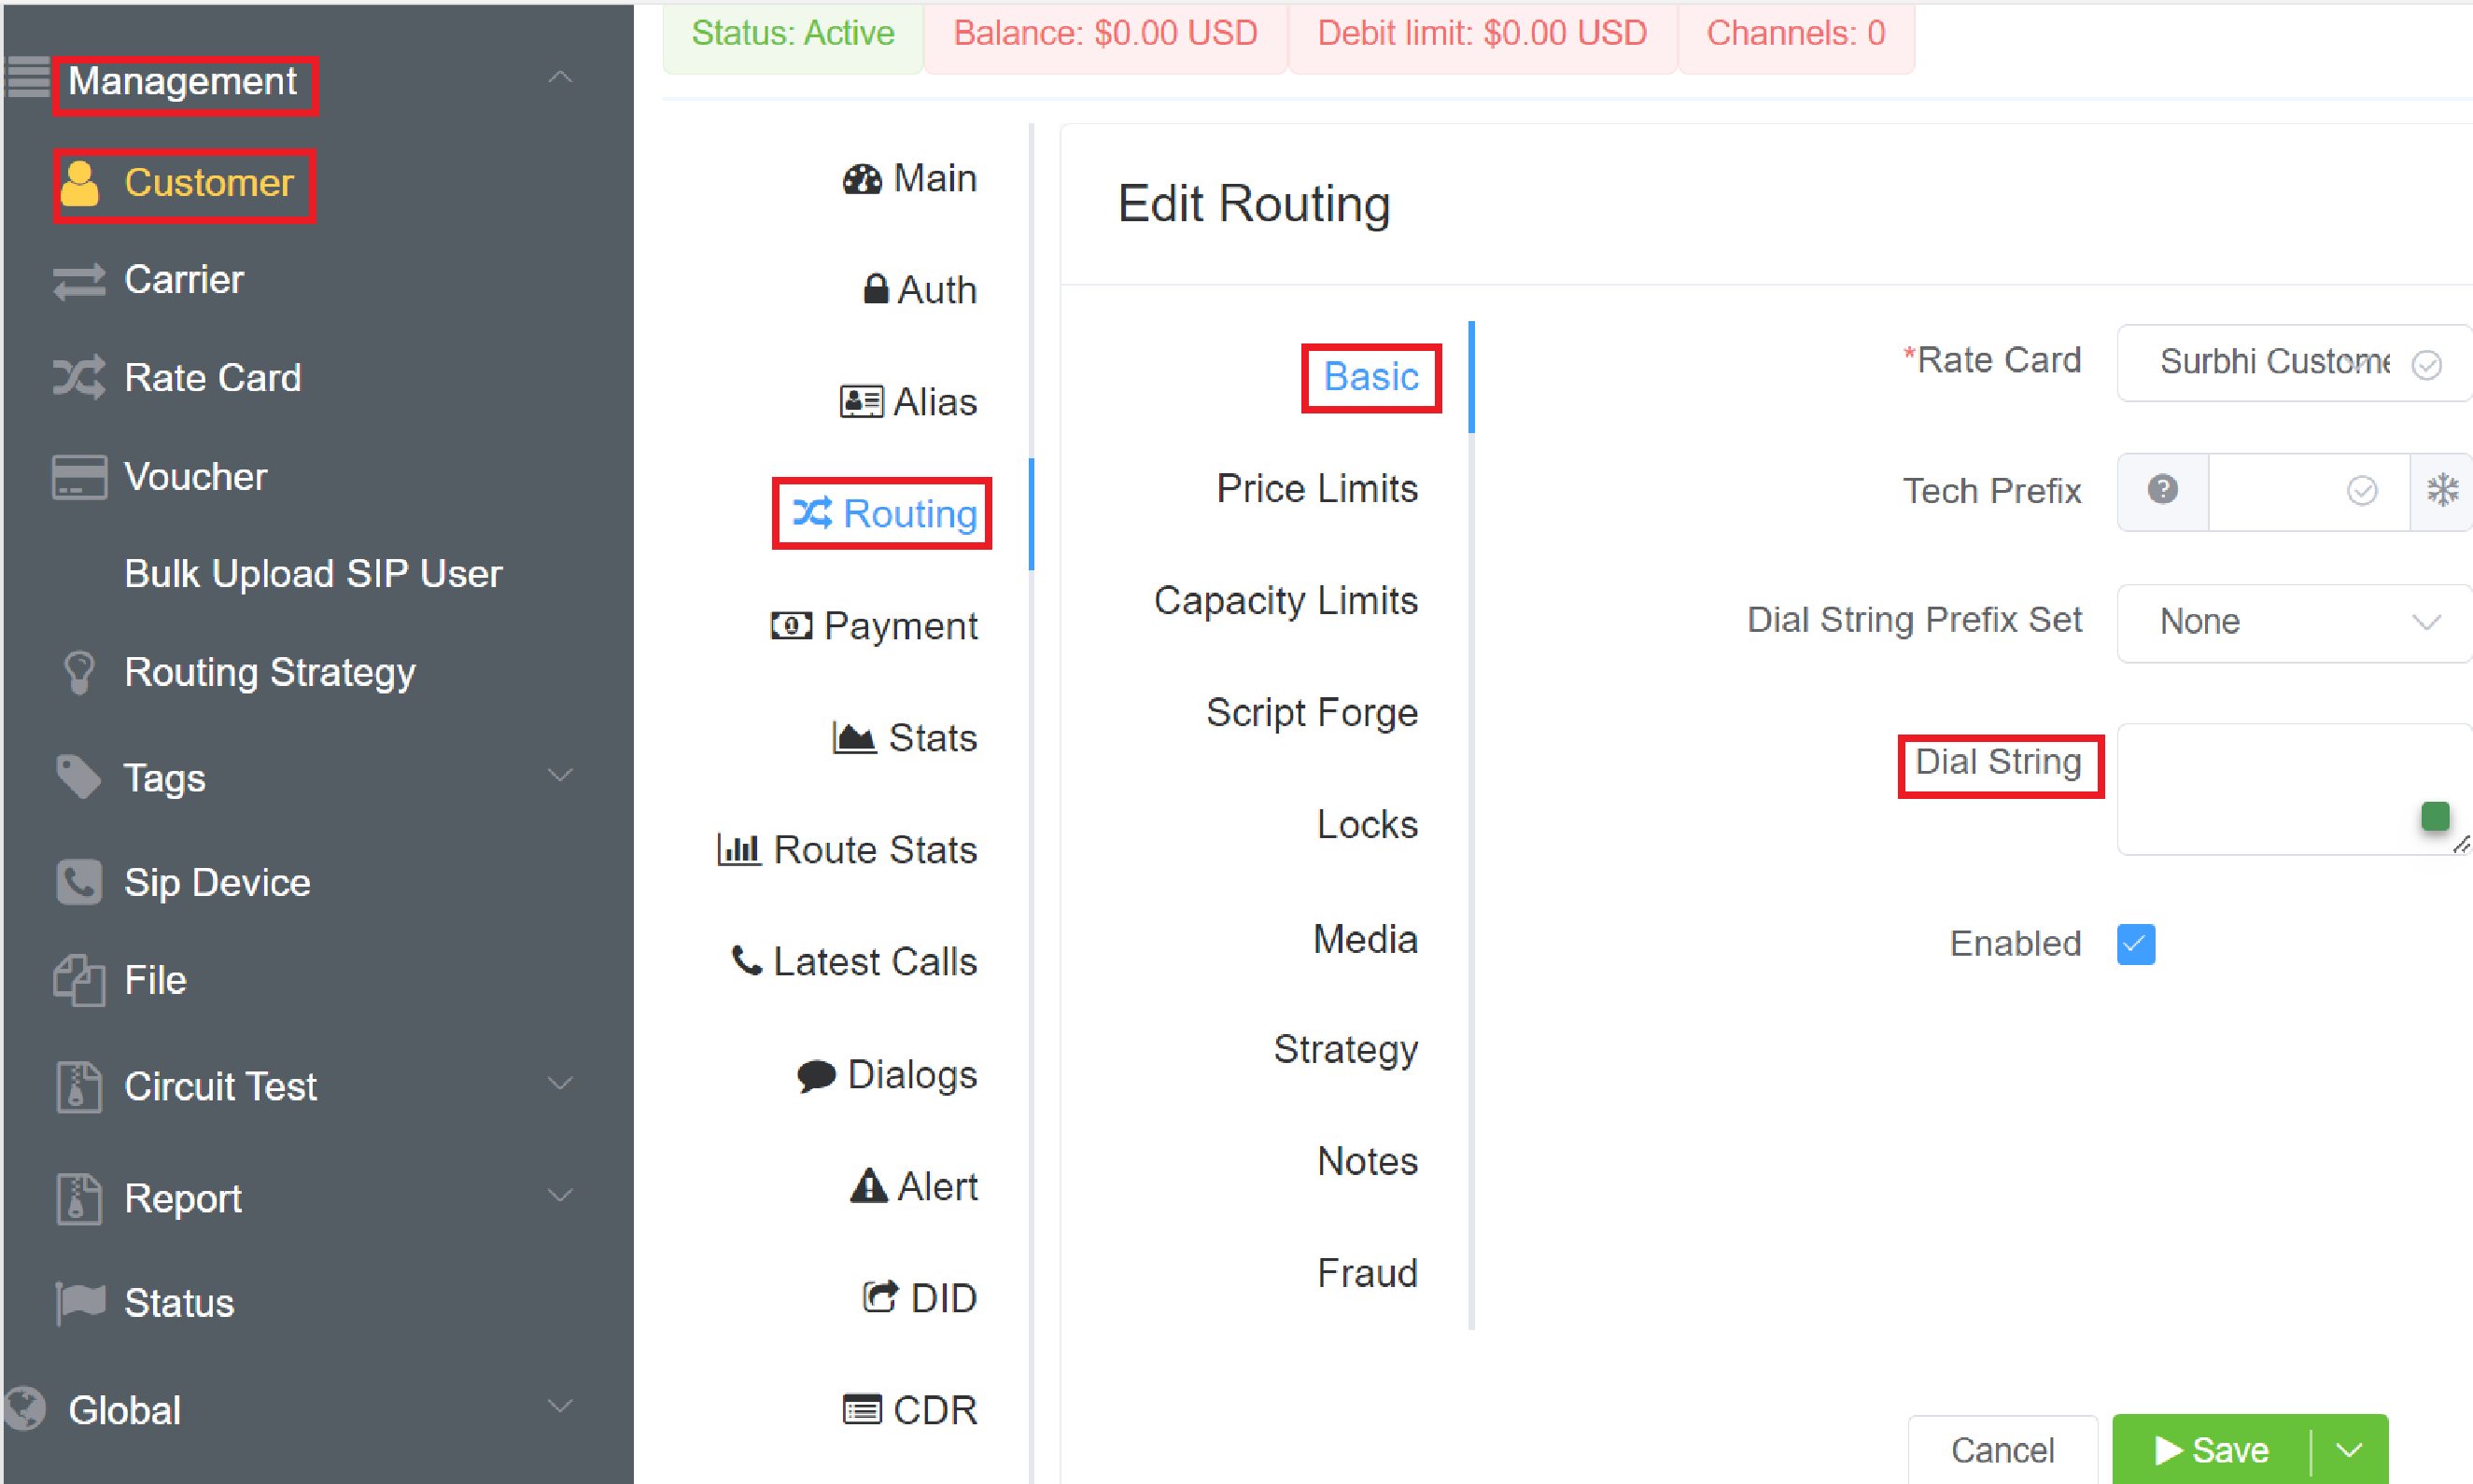 Status: Active
Balance: $0.00 USD
Debit limit: $0.00 USD
Channels: 0
Management
Customer
Carrier
Rate Card
Voucher
Bulk Upload SIP User
Routing Strategy
Tags
Sip Device
File
Circuit Test
Report
Status
Global
Main
Auth
Alias
Routing
Payment
Stats
Route Stats
Latest Calls
Dialogs
Alert
DID
CDR
Edit Routing
Basic
Price Limits
Capacity Limits
Script Forge
Locks
Media
Strategy
Notes
Fraud
*Rate Card
Surbhi Custome
Tech Prefix
Dial String Prefix Set
None
Dial String
Enabled
Cancel
Save